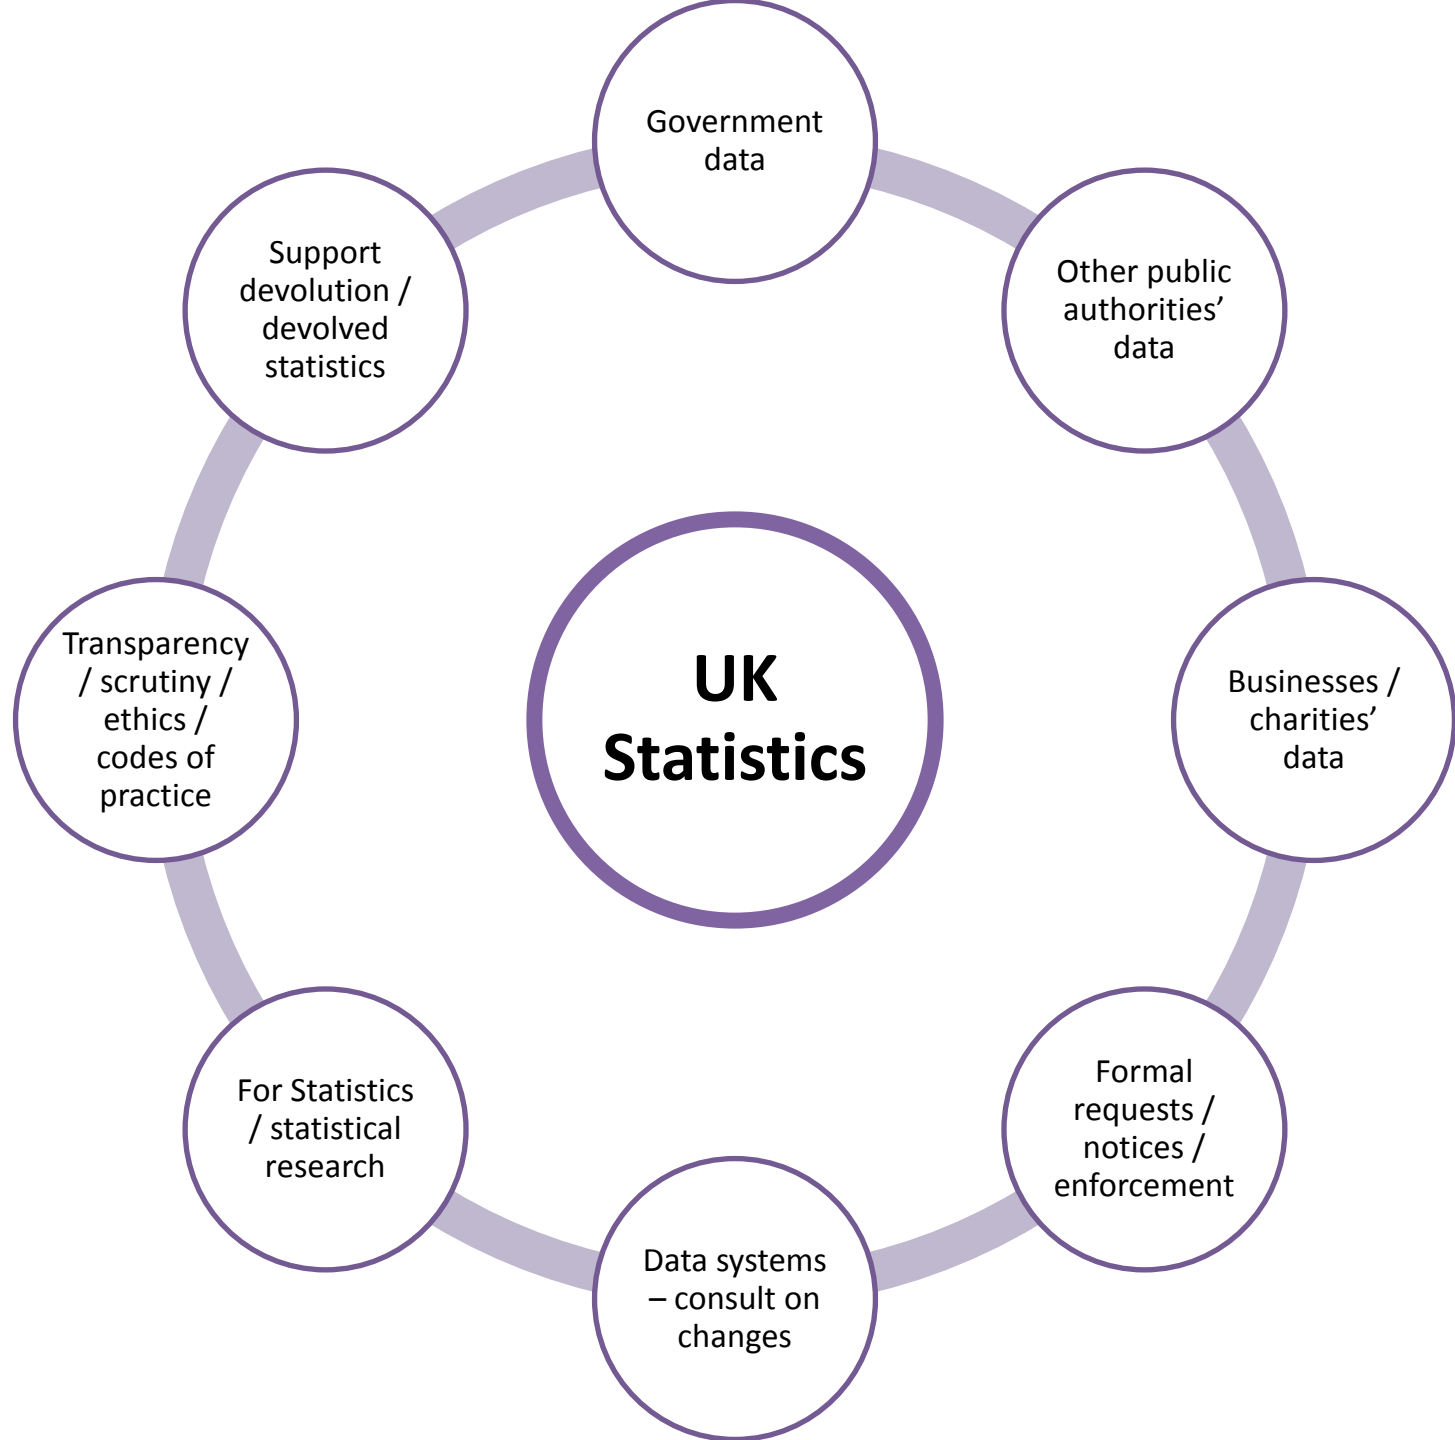 Government
data
Other public
authorities’
data
Businesses /
charities’
data
Formal
requests /
notices /
enforcement
Data systems
– consult on
changes
For Statistics
/ statistical
research
Transparency
/ scrutiny /
ethics /
codes of
practice
Support
devolution /
devolved
statistics
UK
Statistics